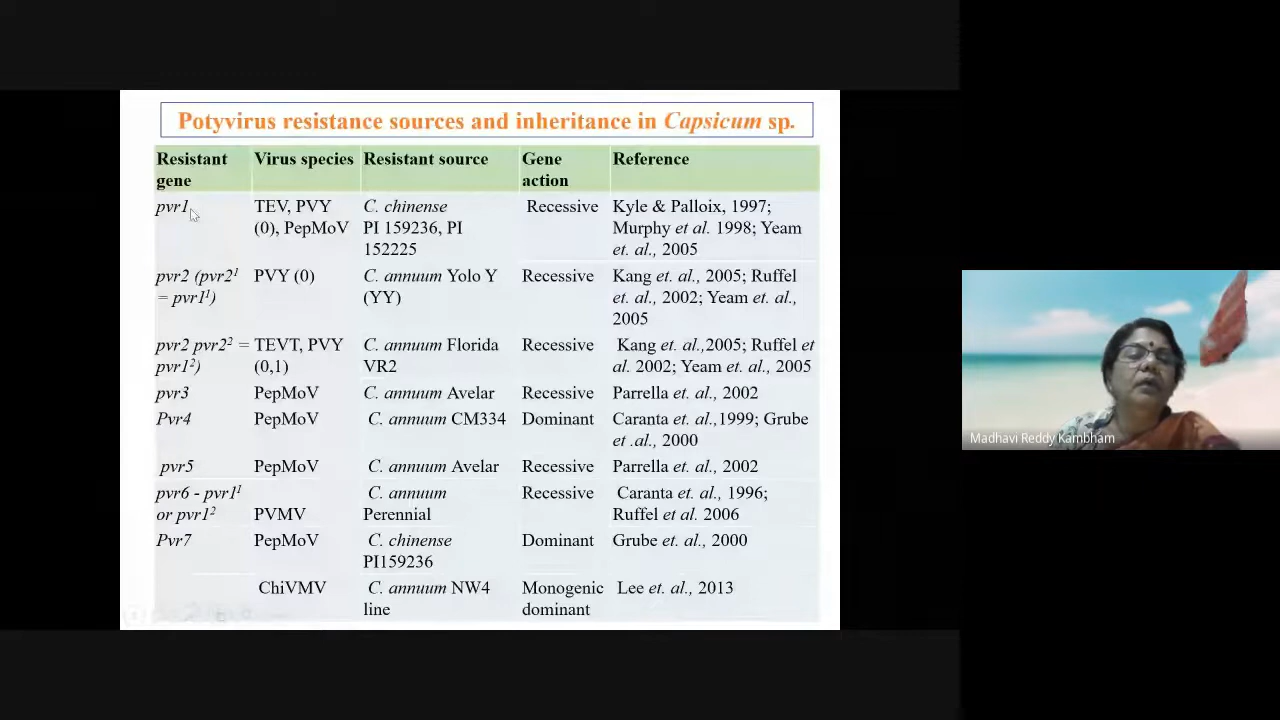 Potyvirus resistance sources and inheritance in Capsicum sp.
Resistant gene Virus species Resistant source Gene action Reference
pvr1 TEV, PVY (0), PepMoV C. chinense PI 159236, PI 152225 Recessive Kyle & Palloix, 1997; Murphy et al. 1998; Yeam et. al., 2005
pvr2 (pvr2¹ = pvr1¹) PVY (0) C. annuum Yolo Y (YY) Recessive Kang et. al., 2005; Ruffel et. al., 2002; Yeam et. al., 2005
pvr2 pvr2² = pvr1²) TEVT, PVY (0,1) C. annuum Florida VR2 Recessive Kang et. al.,2005; Ruffel et al. 2002; Yeam et. al., 2005
pvr3 PepMoV C. annuum Avelar Recessive Parrella et. al., 2002
Pvr4 PepMoV C. annuum CM334 Dominant Caranta et. al.,1999; Grube et .al., 2000
pvr5 PepMoV C. annuum Avelar Recessive Parrella et. al., 2002
pvr6 - pvr1¹ or pvr1² PVMV C. annuum Perennial Recessive Caranta et. al., 1996; Ruffel et al. 2006
Pvr7 PepMoV C. chinense PI159236 Dominant Grube et. al., 2000
ChiVMV C. annuum NW4 line Monogenic dominant Lee et. al., 2013
Madhavi Reddy Kambham